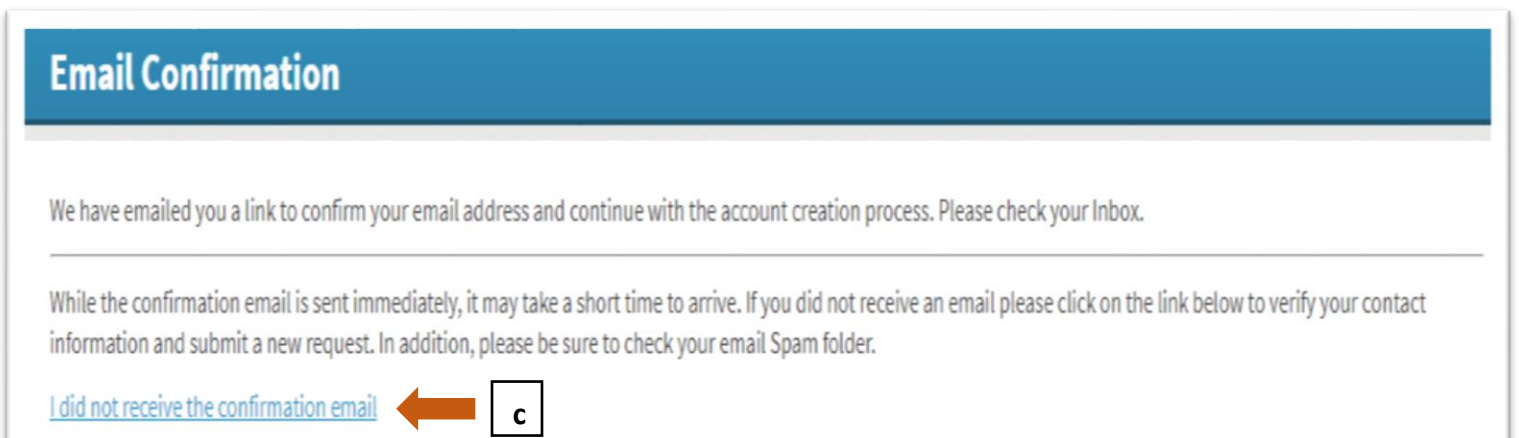 Email Confirmation
We have emailed you a link to confirm your email address and continue with the account creation process. Please check your Inbox.
While the confirmation email is sent immediately, it may take a short time to arrive. If you did not receive an email please click on the link below to verify your contact
information and submit a new request. In addition, please be sure to check your email Spam folder.
I did not receive the confirmation email c